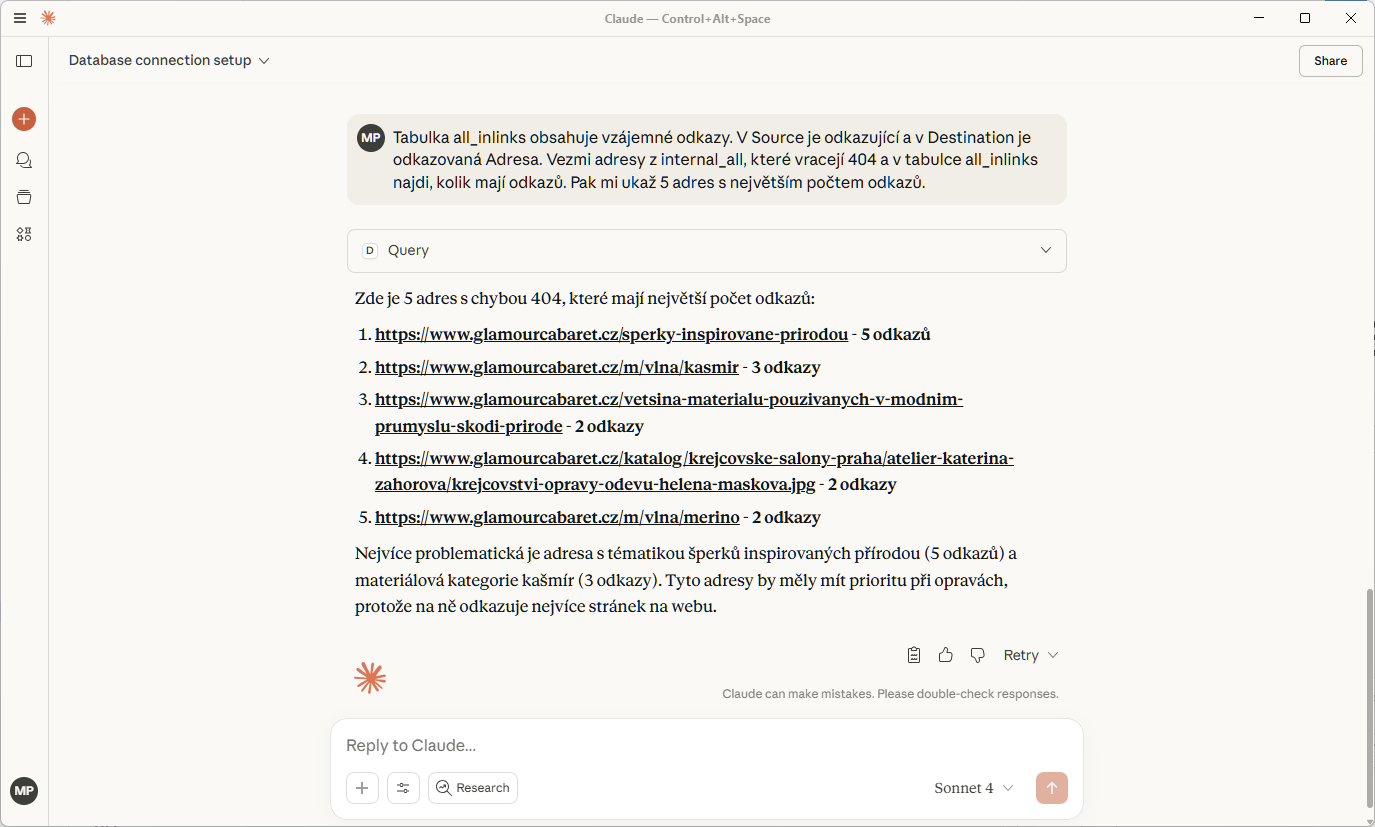 Claude — Control+Alt+Space
Database connection setup
Share
MP
Tabulka all_inlinks obsahuje vzájemné odkazy. V Source je odkazující a v Destination je
odkazovaná Adresa. Vezmi adresy z internal_all, které vracejí 404 a v tabulce all_inlinks
najdi, kolik mají odkazů. Pak mi ukaž 5 adres s největším počtem odkazů.
D Query
Zde je 5 adres s chybou 404, které mají největší počet odkazů:
1. https://www.glamourcabaret.cz/sperky-inspirovane-prirodou - 5 odkazů
2. https://www.glamourcabaret.cz/m/vlna/kasmir - 3 odkazy
3. https://www.glamourcabaret.cz/vetsina-materialu-pouzivanych-v-modnim-
prumyslu-skodi-prirode - 2 odkazy
4. https://www.glamourcabaret.cz/katalog/krejcovske-salony-praha/atelier-katerina-
zahorova/krejcovstvi-opravy-odevu-helena-maskova.jpg - 2 odkazy
5. https://www.glamourcabaret.cz/m/vlna/merino - 2 odkazy
Nejvíce problematická je adresa s tématikou šperků inspirovaných přírodou (5 odkazů) a
materiálová kategorie kašmír (3 odkazy). Tyto adresy by měly mít prioritu při opravách,
protože na ně odkazuje nejvíce stránek na webu.
Retry
Claude can make mistakes. Please double-check responses.
Reply to Claude...
Research
Sonnet 4
MP